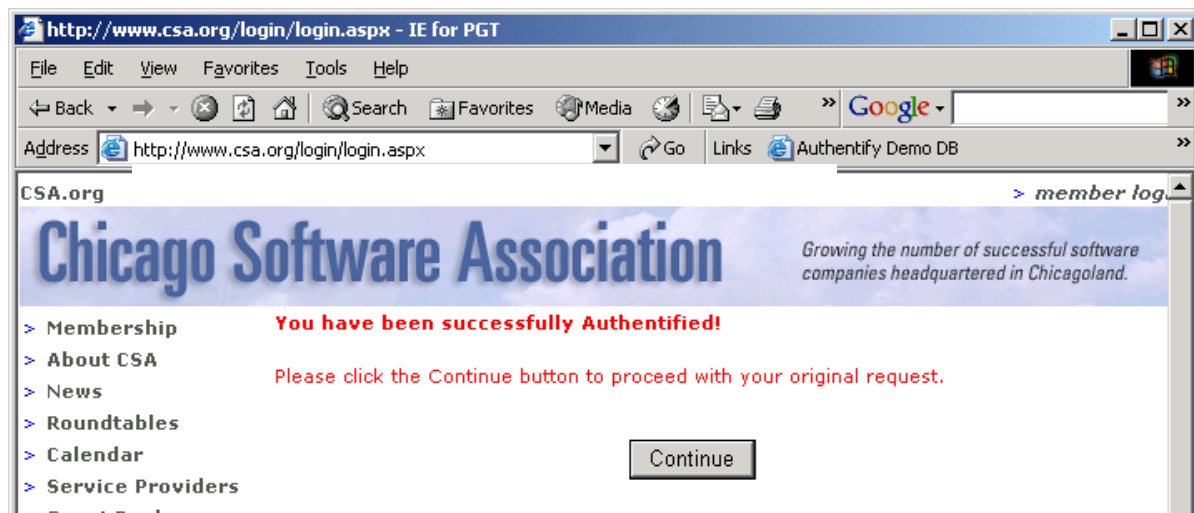 http://www.csa.org/login/login.aspx - IE for PGT
File Edit View Favorites Tools Help
Back Search Favorites Media » Google »
Address http://www.csa.org/login/login.aspx Go Links Authentify Demo DB »
CSA.org > member log
Chicago Software Association
Growing the number of successful software
companies headquartered in Chicagoland.
> Membership
> About CSA
> News
> Roundtables
> Calendar
> Service Providers
You have been successfully Authentified!
Please click the Continue button to proceed with your original request.
Continue